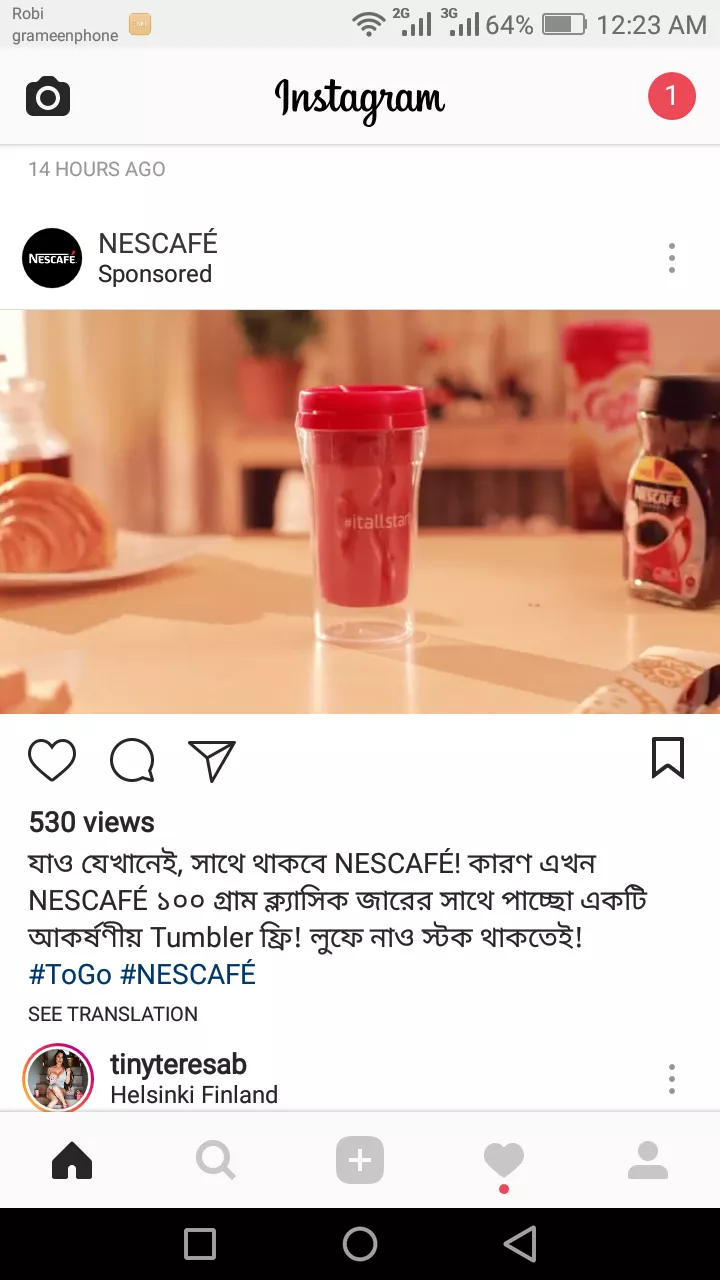 Robi
grameenphone
2G 3G 64% 12:23 AM
Instagram
1
14 HOURS AGO
NESCAFÉ
NESCAFÉ
Sponsored
#itallstar
NESCAFÉ
530 views
যাও যেখানেই, সাথে থাকবে NESCAFÉ! কারণ এখন
NESCAFÉ ১০০ গ্রাম ক্ল্যাসিক জারের সাথে পাচ্ছো একটি
আকর্ষণীয় Tumbler ফ্রি! লুফে নাও স্টক থাকতেই!
#ToGo #NESCAFÉ
SEE TRANSLATION
tinyteresab
Helsinki Finland